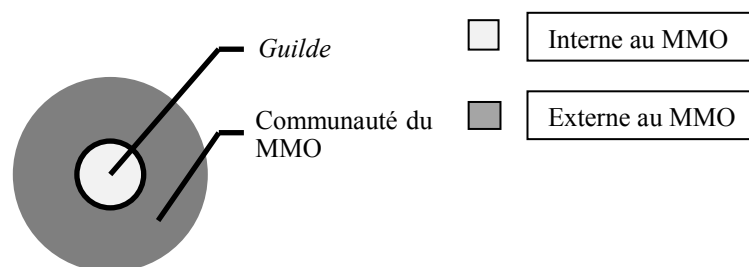 Guilde
Communauté du
MMO
Interne au MMO
Externe au MMO